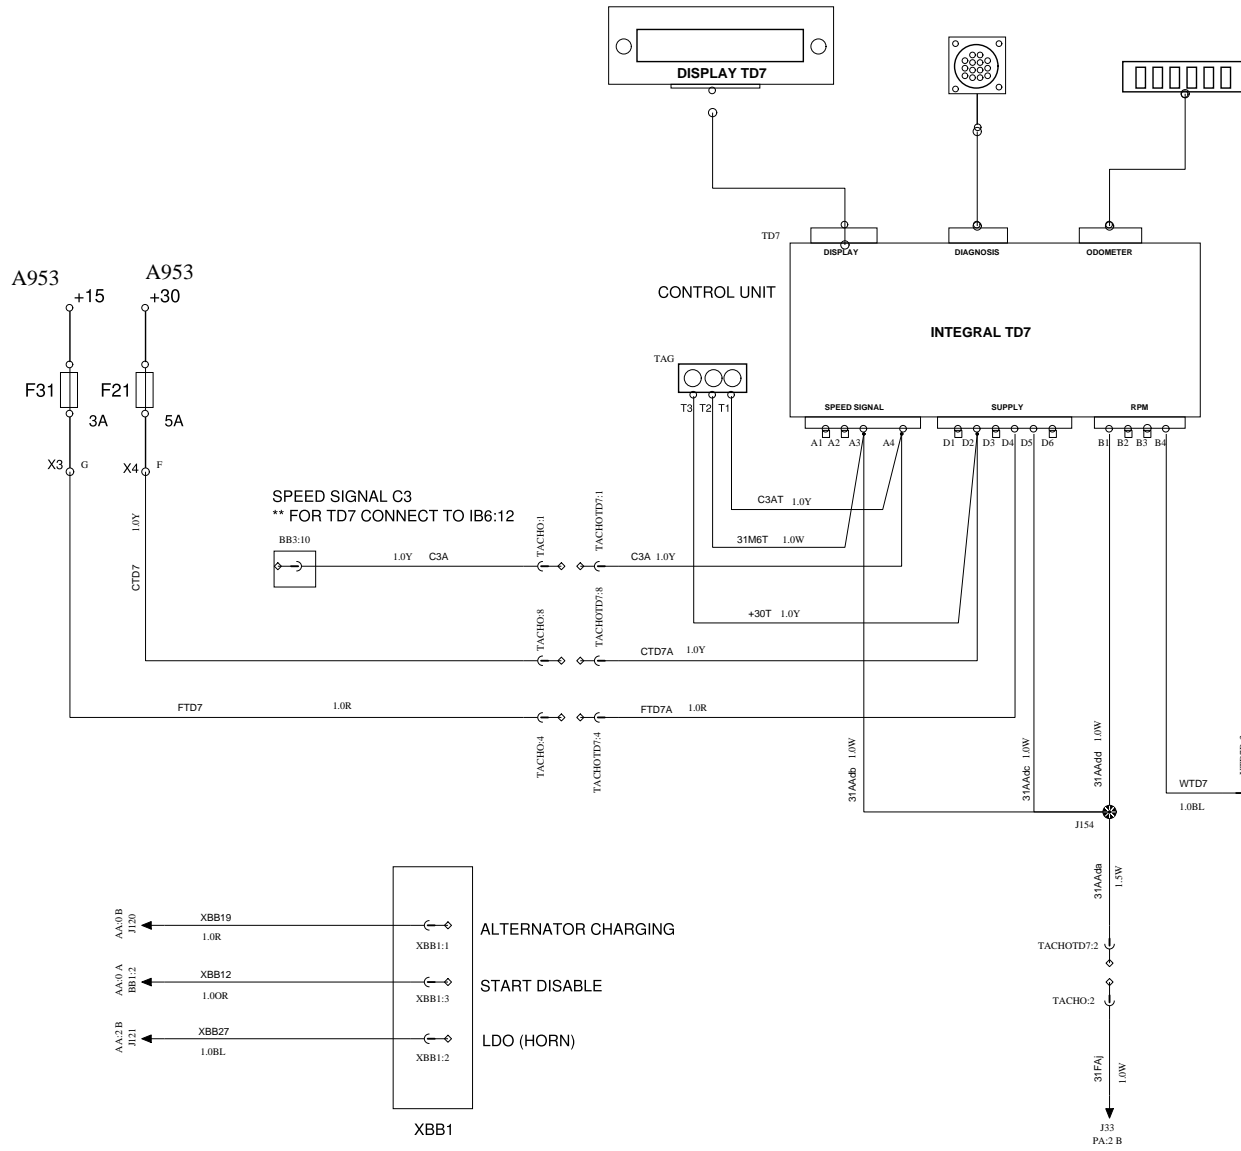 DISPLAY TD7
TD7
DISPLAY
DIAGNOSIS
ODOMETER
CONTROL UNIT
INTEGRAL TD7
A953
+15
A953
+30
F31
3A
F21
5A
X3
G
X4
F
TAG
T3
T2
T1
SPEED SIGNAL
SUPPLY
RPM
A1
A2
A3
A4
D1
D2
D3
D4
D5
D6
B1
B2
B3
B4
SPEED SIGNAL C3
** FOR TD7 CONNECT TO IB6:12
BB3:10
1.0Y
C3A
TACHO:1
TACHOTD7:1
C3A 1.0Y
C3AT 1.0Y
31M6T 1.0W
+30T 1.0Y
CTD7 1.0Y
TACHO:8
TACHOTD7:8
CTD7A 1.0Y
FTD7
1.0R
TACHO:4
TACHOTD7:4
FTD7A 1.0R
31AAdb 1.0W
31AAdc 1.0W
31AAdd 1.0W
WTD7
1.0BL
J154
31AAda
1.5W
TACHOTD7:2
TACHO:2
31FAj
1.0W
J33
PA:2 B
AA:0 B
J120
XBB19
1.0R
XBB1:1
ALTERNATOR CHARGING
AA:0 A
BB1:2
XBB12
1.0OR
XBB1:3
START DISABLE
AA:2 B
J121
XBB27
1.0BL
XBB1:2
LDO (HORN)
XBB1